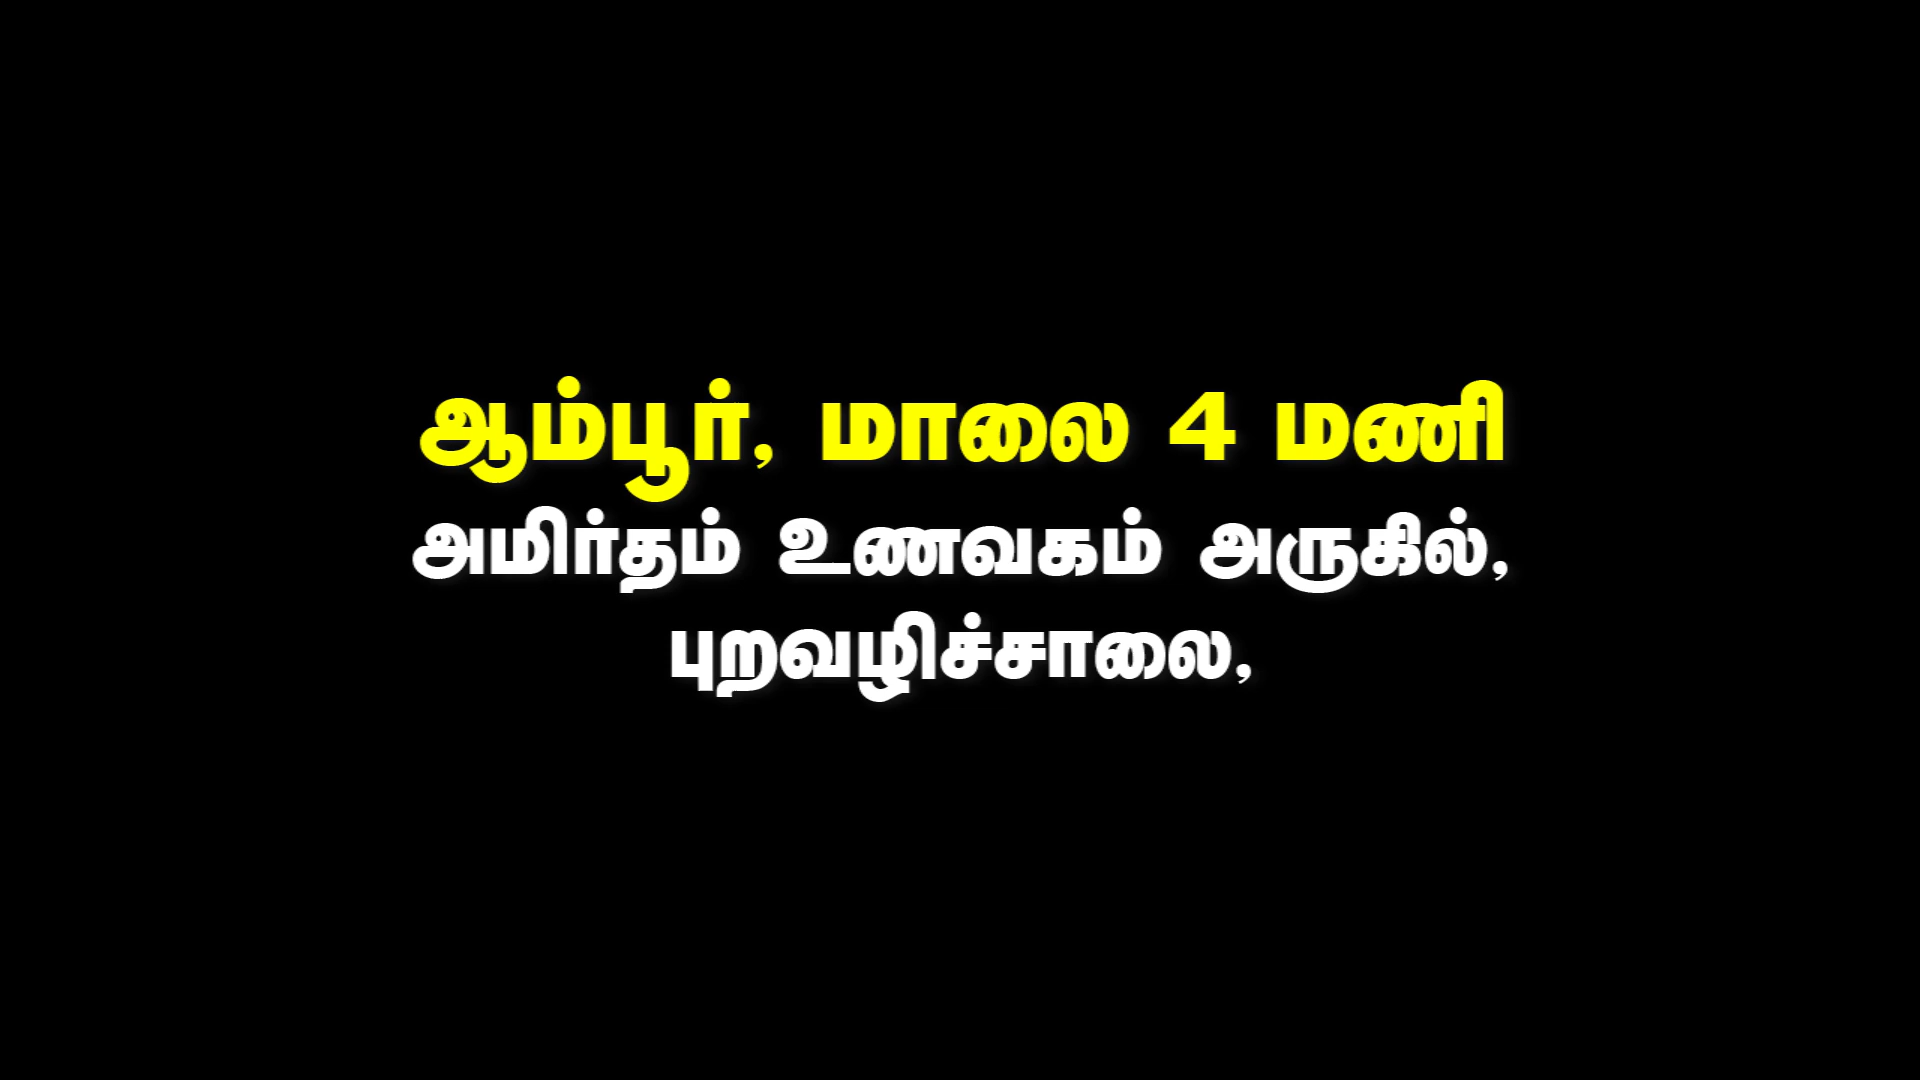 ஆம்பூர், மாலை 4 மணி
அமிர்தம் உணவகம் அருகில்,
புறவழிச்சாலை,